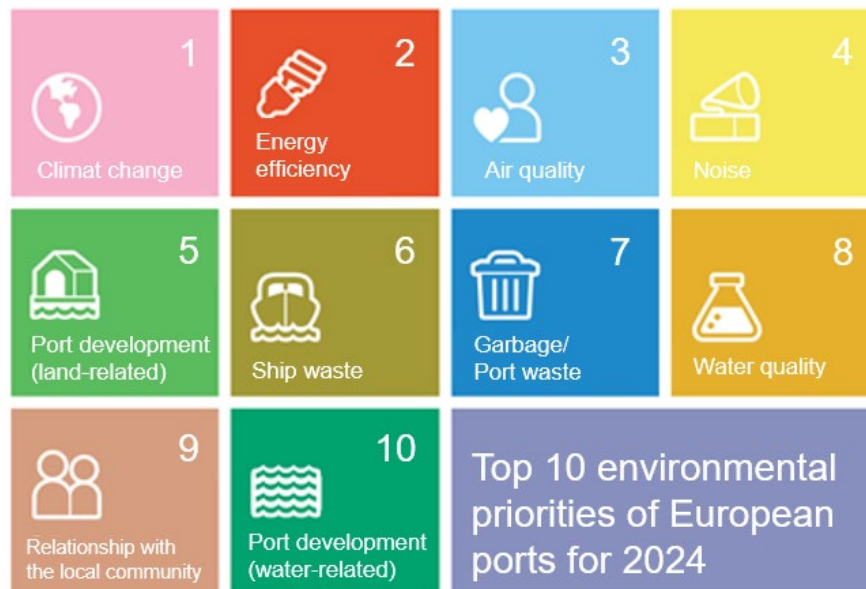 1
Climat change
2
Energy
efficiency
3
Air quality
4
Noise
5
Port development
(land-related)
6
Ship waste
7
Garbage/
Port waste
8
Water quality
9
Relationship with
the local community
10
Port development
(water-related)
Top 10 environmental
priorities of European
ports for 2024